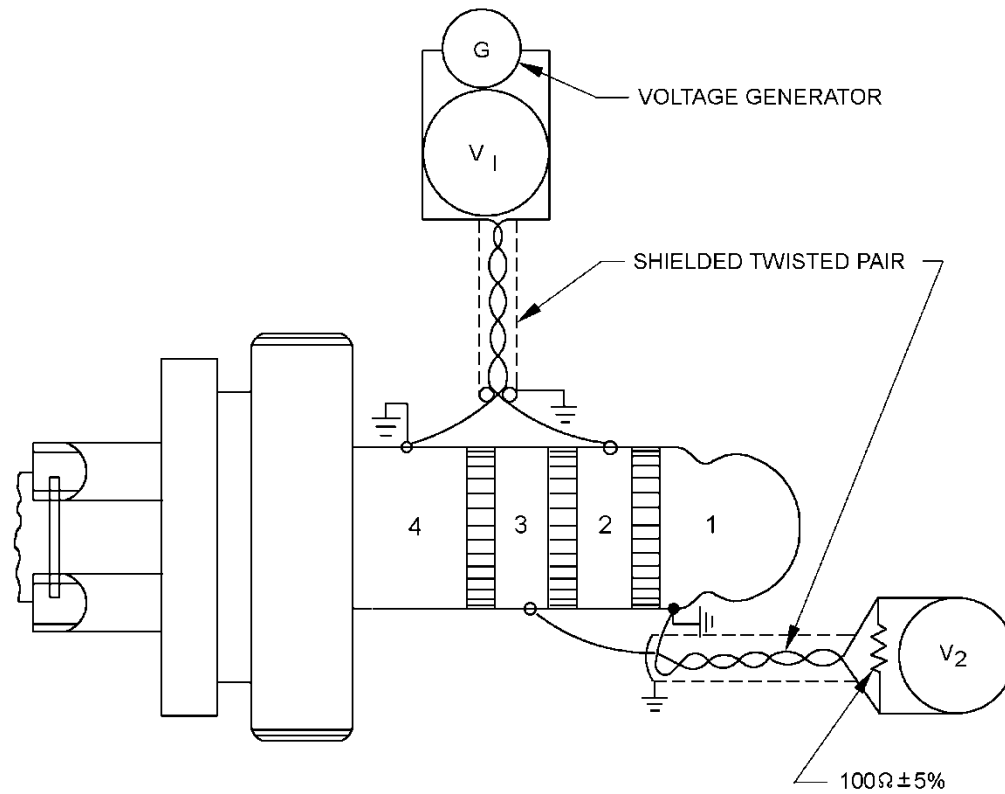 G
VOLTAGE GENERATOR
V1
SHIELDED TWISTED PAIR
4 3 2 1
V2
100Ω±5%